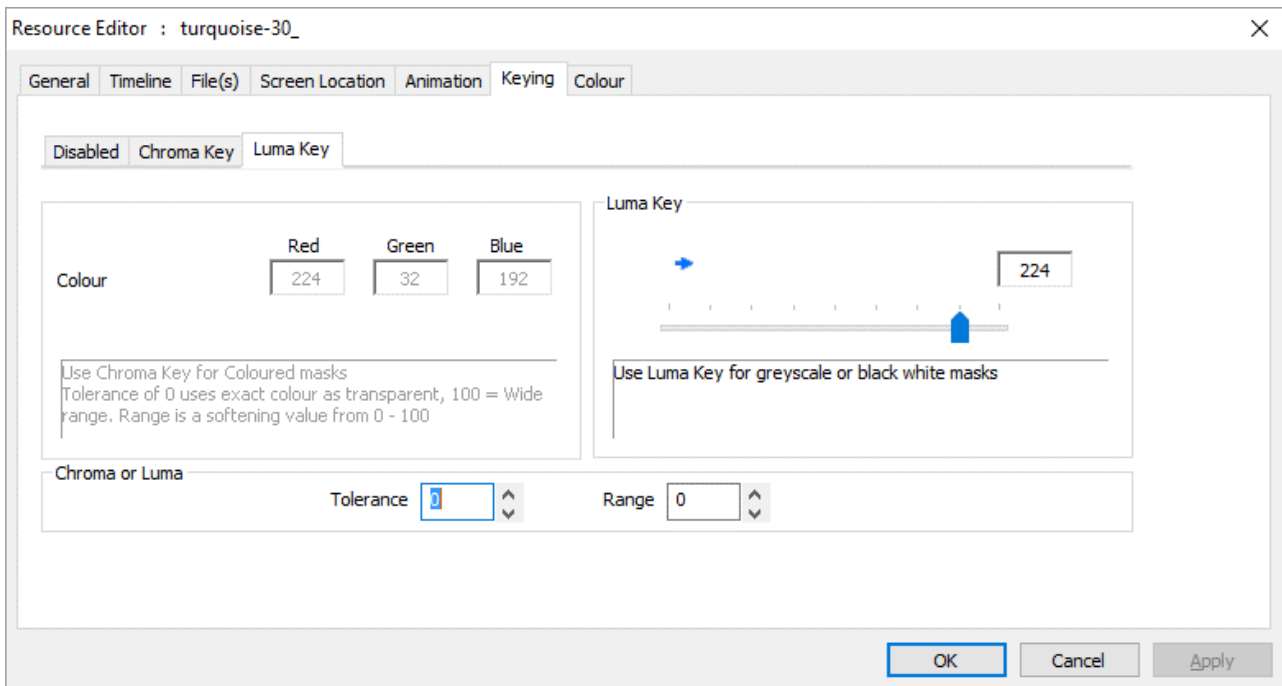 Resource Editor : turquoise-30_
General Timeline File(s) Screen Location Animation Keying Colour
Disabled Chroma Key Luma Key
Red Green Blue
Colour 224 32 192
Use Chroma Key for Coloured masks
Tolerance of 0 uses exact colour as transparent, 100 = Wide
range. Range is a softening value from 0 - 100
Luma Key
224
Use Luma Key for greyscale or black white masks
Chroma or Luma
Tolerance 0 Range 0
OK Cancel Apply